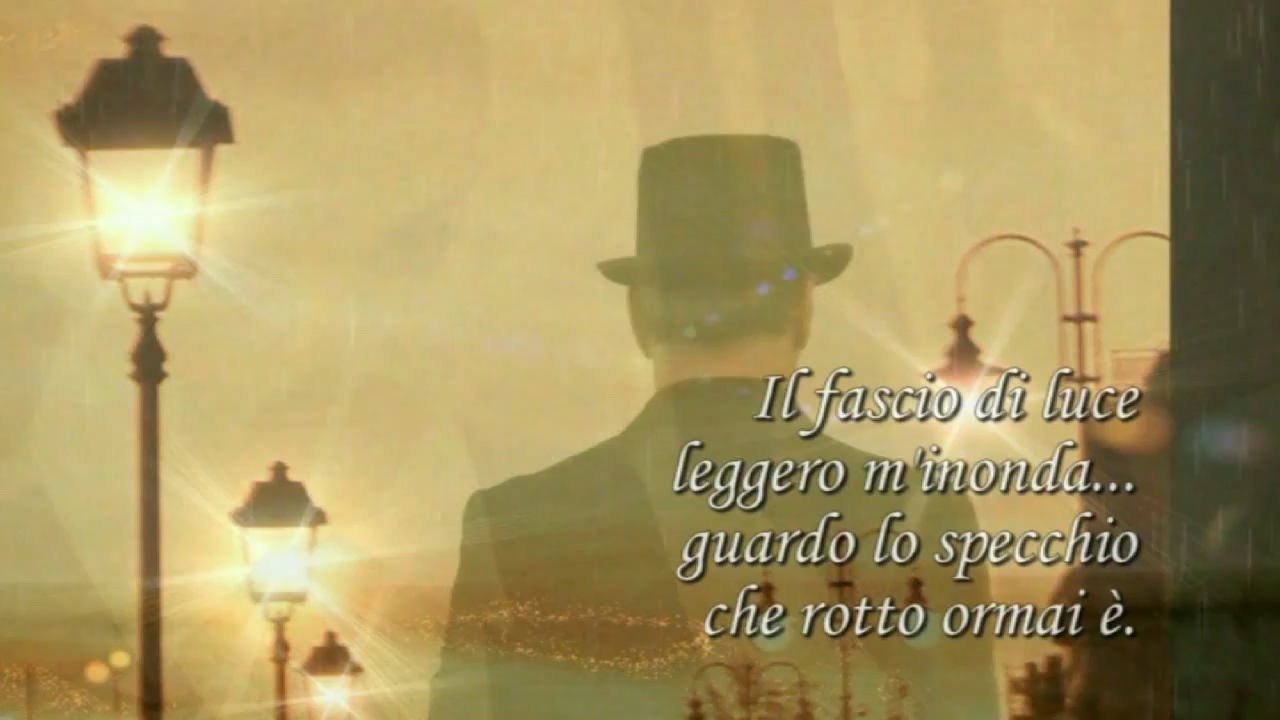 Il fascio di luce
leggero m'inonda...
guardo lo specchio
che rotto ormai è.